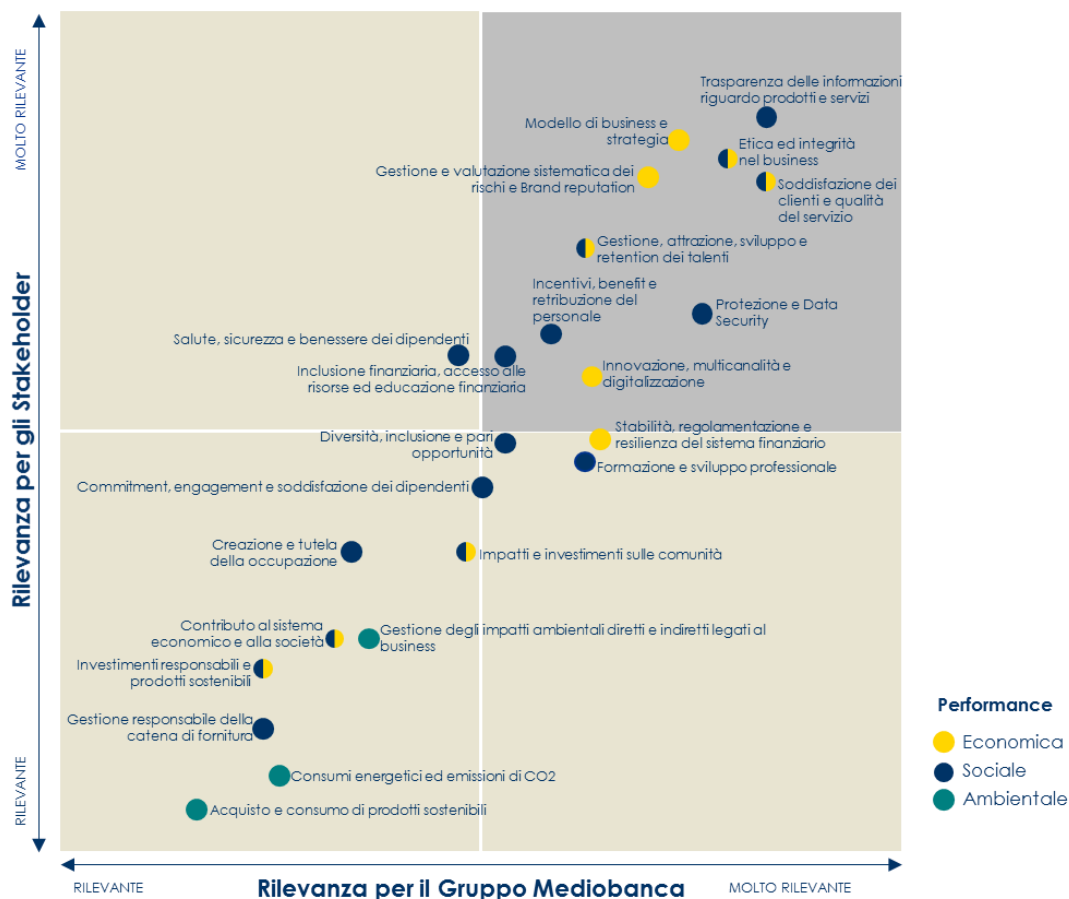 MOLTO RILEVANTE
Rilevanza per gli Stakeholder
RILEVANTE
Trasparenza delle informazioni
riguardo prodotti e servizi
Modello di business e
strategia
Etica ed integrità
nel business
Gestione e valutazione sistematica dei
rischi e Brand reputation
Soddisfazione dei
clienti e qualità
del servizio
Gestione, attrazione, sviluppo e
retention dei talenti
Incentivi, benefit e
retribuzione del
personale
Protezione e Data
Security
Salute, sicurezza e benessere dei dipendenti
Inclusione finanziaria, accesso alle
risorse ed educazione finanziaria
Innovazione, multicanalità e
digitalizzazione
Stabilità, regolamentazione e
resilienza del sistema finanziario
Diversità, inclusione e pari
opportunità
Formazione e sviluppo professionale
Commitment, engagement e soddisfazione dei dipendenti
Creazione e tutela
della occupazione
Impatti e investimenti sulle comunità
Contributo al sistema
economico e alla società
Gestione degli impatti ambientali diretti e indiretti legati al
business
Investimenti responsabili e
prodotti sostenibili
Gestione responsabile della
catena di fornitura
Consumi energetici ed emissioni di CO2
Acquisto e consumo di prodotti sostenibili
Performance
Economica
Sociale
Ambientale
RILEVANTE
Rilevanza per il Gruppo Mediobanca
MOLTO RILEVANTE